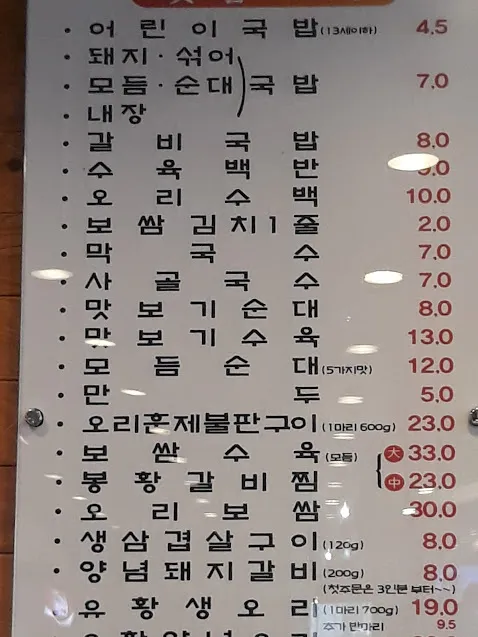 · 어린이국밥(13세이하) 4.5
· 돼지·섞어
· 모듬·순대 국밥 7.0
· 내장
· 갈비국밥 8.0
· 수육백반 9.0
· 오리수백 10.0
· 보쌈김치1줄 2.0
· 막국수 7.0
· 사골국수 7.0
· 맛보기순대 8.0
· 맛보기수육 13.0
· 모듬순대(5가지맛) 12.0
· 만두 5.0
· 오리훈제불판구이(1마리 600g) 23.0
· 보쌈수육(모듬) 大 33.0
· 봉황갈비찜 中 23.0
· 오리보쌈 30.0
· 생삼겹살구이(120g) 8.0
· 양념돼지갈비(200g) 8.0
(첫주문은 3인분 부터~~)
· 유황생오리(1마리 700g) 19.0
추가 반마리 9.5